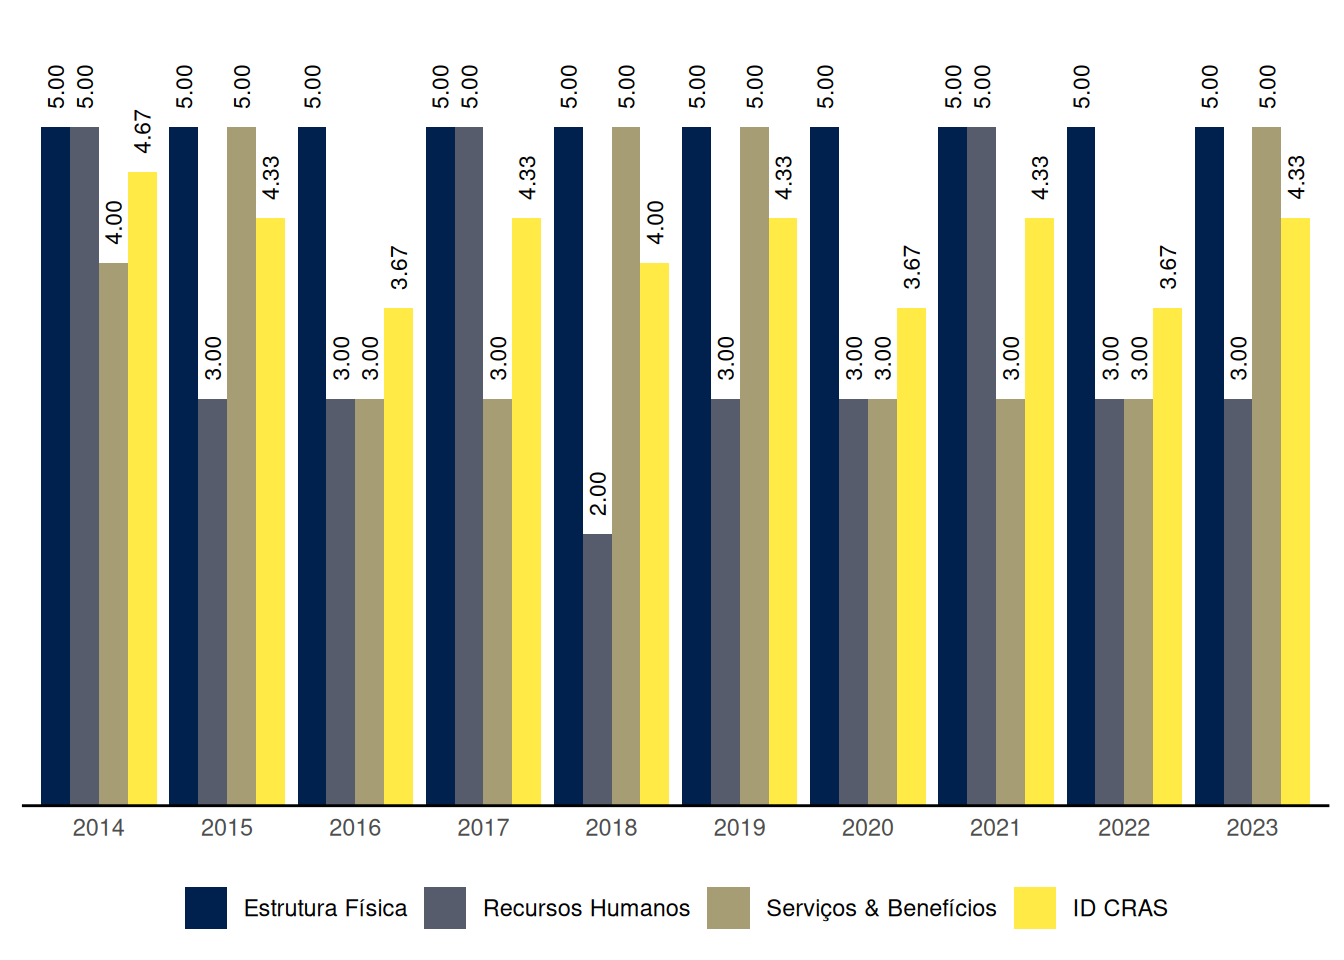 5.00 5.00 4.00 4.67 5.00 3.00 5.00 4.33 5.00 3.00 3.00 3.67 5.00 5.00 3.00 4.33 5.00 2.00 5.00 4.00 5.00 3.00 5.00 4.33 5.00 3.00 3.00 3.67 5.00 5.00 3.00 4.33 5.00 3.00 3.00 3.67 5.00 3.00 5.00 4.33
2014 2015 2016 2017 2018 2019 2020 2021 2022 2023
Estrutura Física Recursos Humanos Serviços & Benefícios ID CRAS